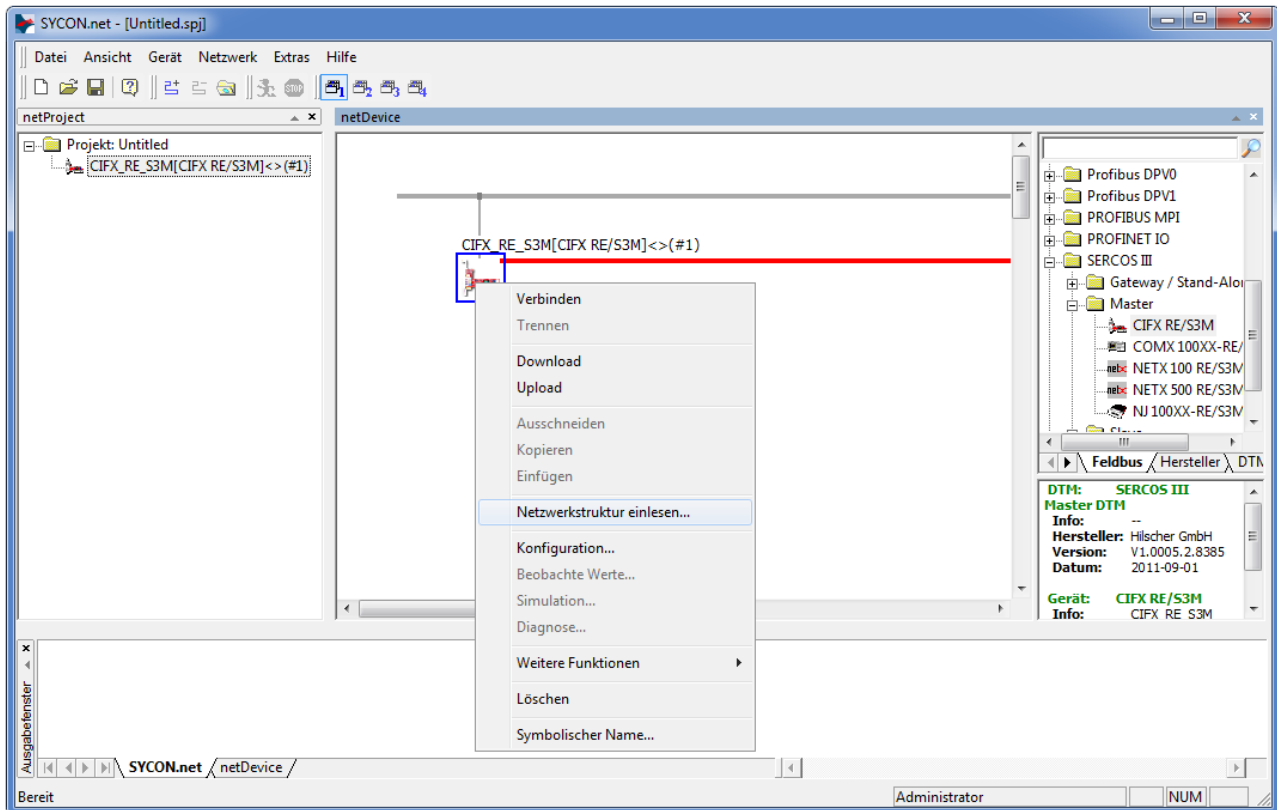 SYCON.net - [Untitled.spj]
Datei Ansicht Gerät Netzwerk Extras Hilfe
netProject
netDevice
Projekt: Untitled
CIFX_RE_S3M[CIFX RE/S3M]<>(#1)
CIFX_RE_S3M[CIFX RE/S3M]<>(#1)
Verbinden
Trennen
Download
Upload
Ausschneiden
Kopieren
Einfügen
Netzwerkstruktur einlesen...
Konfiguration...
Beobachte Werte...
Simulation...
Diagnose...
Weitere Funktionen
Löschen
Symbolischer Name...
Profibus DPV0
Profibus DPV1
PROFIBUS MPI
PROFINET IO
SERCOS III
Gateway / Stand-Alo
Master
CIFX RE/S3M
COMX 100XX-RE/
NETX 100 RE/S3M
NETX 500 RE/S3M
NJ 100XX-RE/S3M
Feldbus Hersteller DTM
DTM: SERCOS III
Master DTM
Info: --
Hersteller: Hilscher GmbH
Version: V1.0005.2.8385
Datum: 2011-09-01
Gerät: CIFX RE/S3M
Info: CIFX RE S3M
Ausgabefenster
SYCON.net netDevice
Bereit
Administrator
NUM